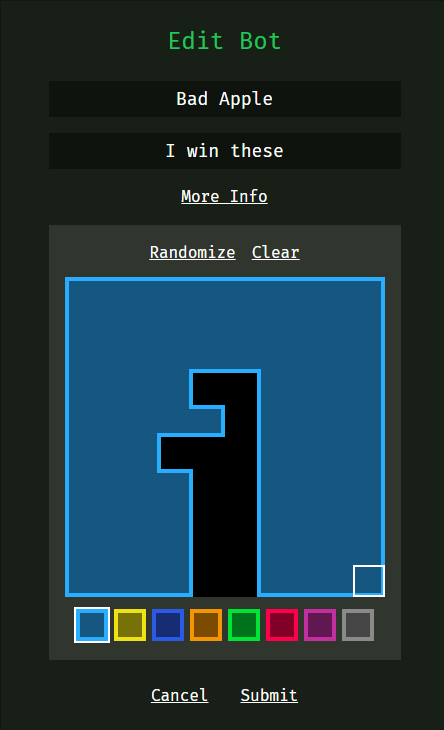 Edit Bot
Bad Apple
I win these
More Info
Randomize Clear
Cancel Submit